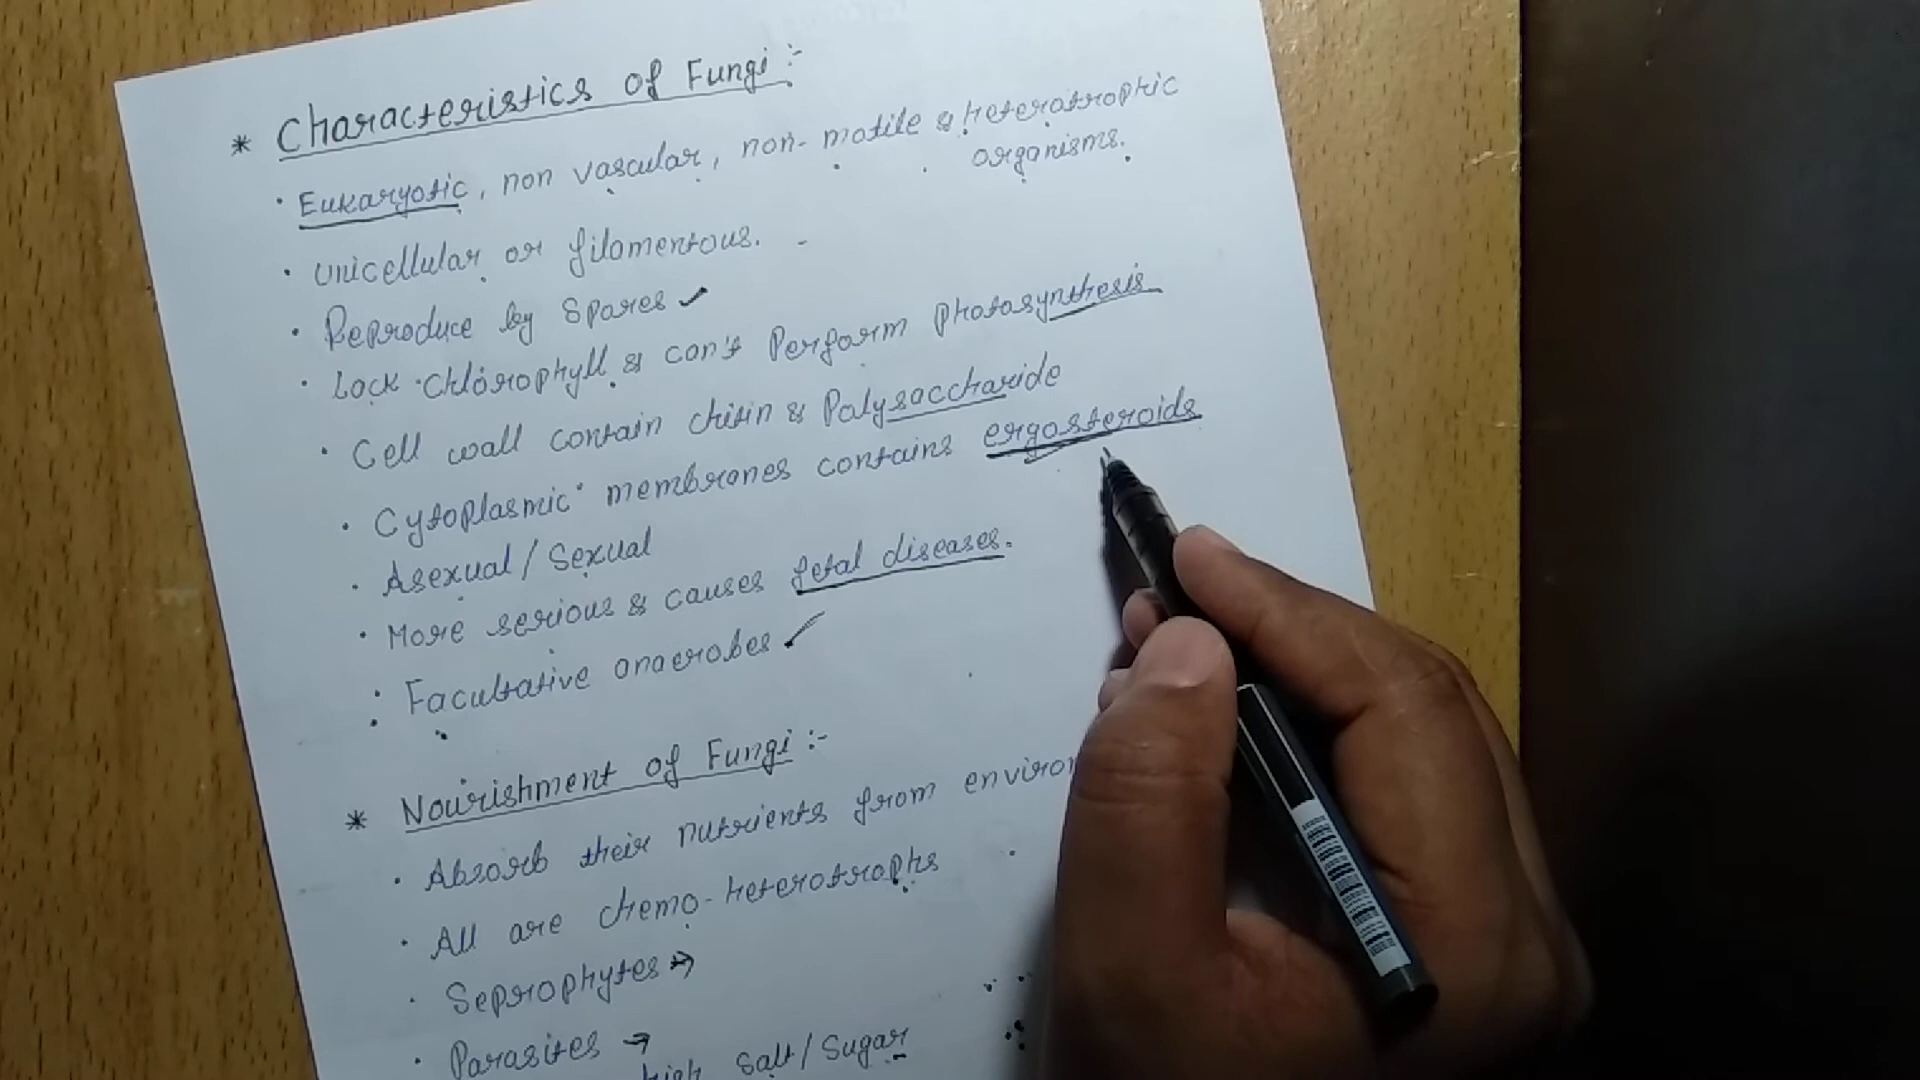 * Characteristics of Fungi :-
· Eukaryotic, non vascular, non-motile & heterotrophic
organisms.
· Unicellular or filamentous.
· Reproduce by Spores ✓
· Lack Chlorophyll & can't Perform photosynthesis
· Cell wall contain chitin & Polysaccharide
· Cytoplasmic membranes contains ergosteroids
· Asexual / Sexual
· More serious & causes fetal diseases.
· Facultative anaerobes ✓
* Nourishment of Fungi :-
· Absorb their nutrients from environ
· All are chemo-heterotrophs
· Seprophytes →
· Parasites →
high salt / Sugar